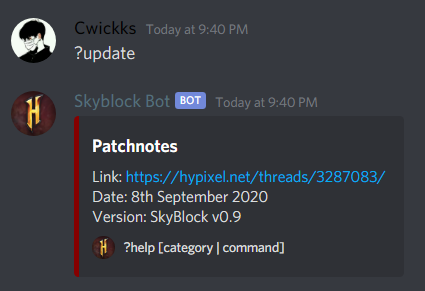 Cwickks Today at 9:40 PM
?update
Skyblock Bot BOT Today at 9:40 PM
Patchnotes
Link: https://hypixel.net/threads/3287083/
Date: 8th September 2020
Version: SkyBlock v0.9
?help [category | command]